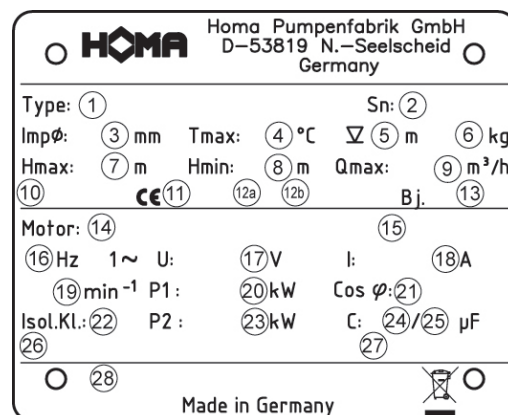 HOMA
Homa Pumpenfabrik GmbH
D-53819 N.-Seelscheid
Germany
Type: 1 Sn: 2
Impø: 3 mm Tmax: 4 °C 5 m 6 kg
Hmax: 7 m Hmin: 8 m Qmax: 9 m³/h
10 CE 11 12a 12b Bj. 13
Motor: 14 15
16 Hz 1~ U: 17 V I: 18 A
19 min⁻¹ P1: 20 kW Cos φ: 21
Isol.Kl.: 22 P2 : 23 kW C: 24/25 µF
26 27
28
Made in Germany